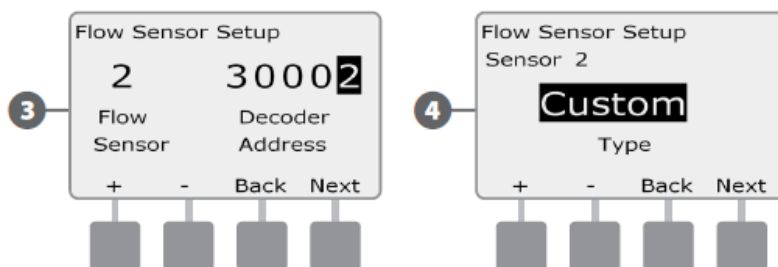 3
Flow Sensor Setup
2 30002
Flow Sensor
Decoder Address
+ - Back Next
4
Flow Sensor Setup
Sensor 2
Custom
Type
+ - Back Next